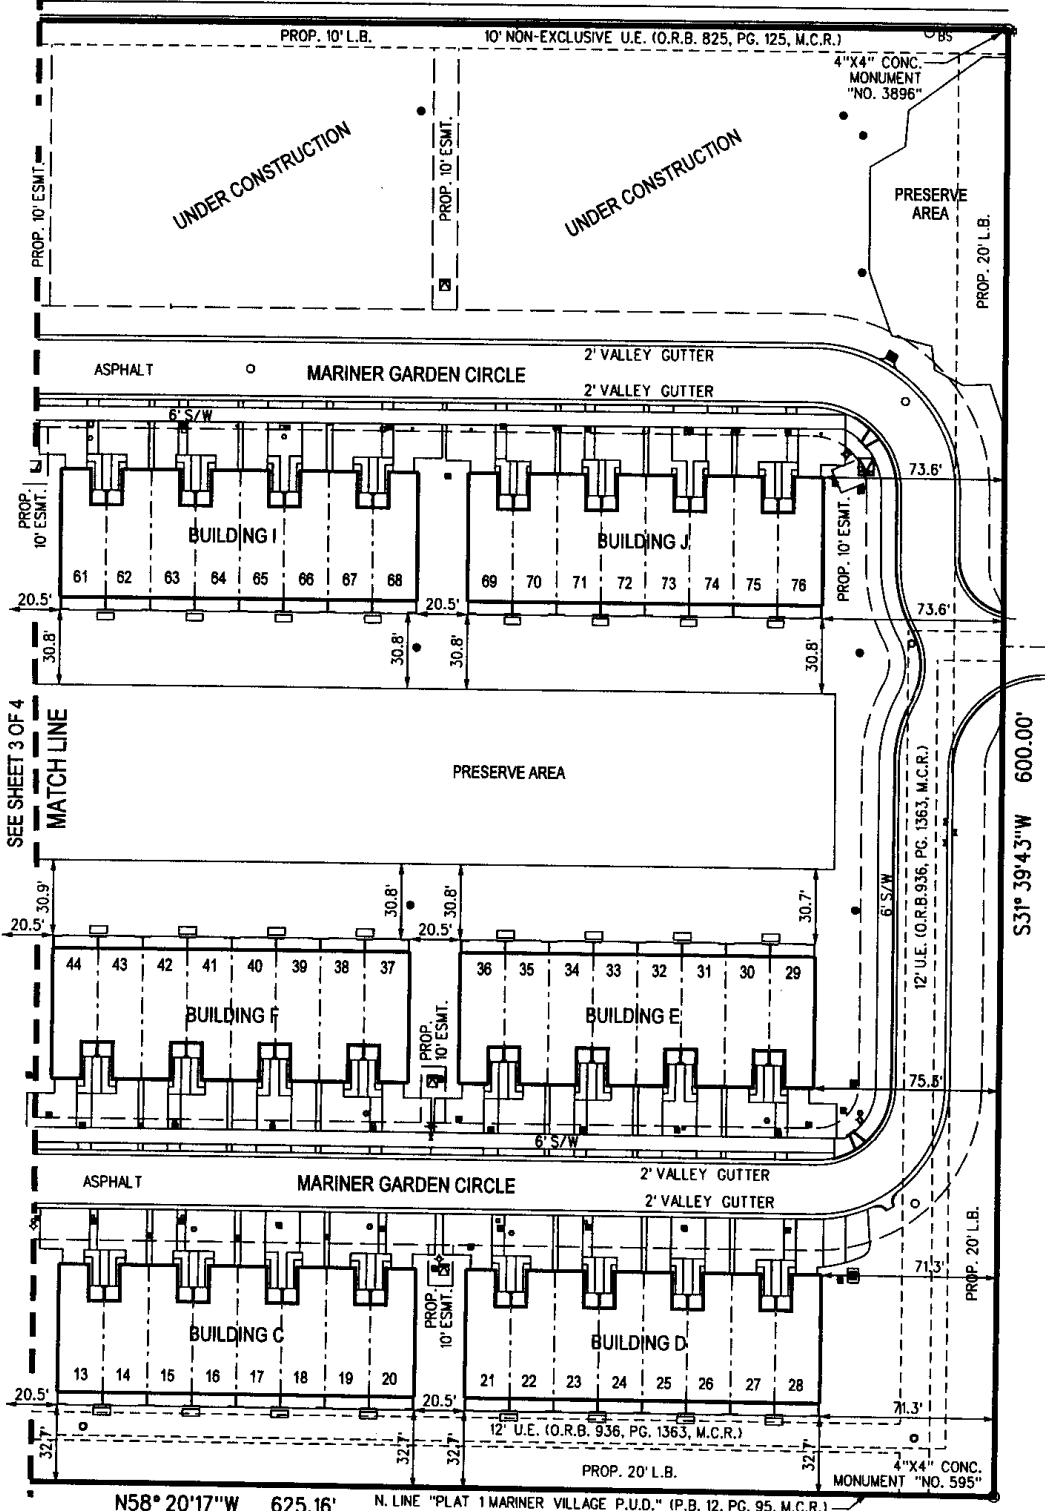 PROP. 10' L.B.
10' NON-EXCLUSIVE U.E. (O.R.B. 825, PG. 125, M.C.R.)
BS
4"X4" CONC.
MONUMENT
"NO. 3896"
UNDER CONSTRUCTION
UNDER CONSTRUCTION
PROP. 10' ESMT.
PROP. 10' ESMT.
PRESERVE
AREA
PROP. 20' L.B.
2' VALLEY GUTTER
ASPHALT
MARINER GARDEN CIRCLE
2' VALLEY GUTTER
6' S/W
73.6'
PROP.
10' ESMT.
BUILDING I
BUILDING J
PROP. 10' ESMT.
61 62 63 64 65 66 67 68
69 70 71 72 73 74 75 76
20.5'
20.5'
73.6'
30.8'
30.8'
30.8'
30.8'
SEE SHEET 3 OF 4
MATCH LINE
PRESERVE AREA
S31° 39'43"W 600.00'
12' U.E. (O.R.B. 936, PG. 1363, M.C.R.)
6' S/W
30.9'
30.8'
30.8'
30.7'
20.5'
20.5'
44 43 42 41 40 39 38 37
36 35 34 33 32 31 30 29
BUILDING F
BUILDING E
PROP.
10' ESMT.
75.3'
6' S/W
2' VALLEY GUTTER
ASPHALT
MARINER GARDEN CIRCLE
2' VALLEY GUTTER
PROP. 20' L.B.
71.3'
PROP.
10' ESMT.
BUILDING C
BUILDING D
13 14 15 16 17 18 19 20
21 22 23 24 25 26 27 28
20.5'
20.5'
71.3'
12' U.E. (O.R.B. 936, PG. 1363, M.C.R.)
32.7'
32.7'
32.7'
32.7'
PROP. 20' L.B.
4"X4" CONC.
MONUMENT "NO. 595"
N58° 20'17"W 625.16'
N. LINE "PLAT 1 MARINER VILLAGE P.U.D." (P.B. 12, PG. 95, M.C.R.)